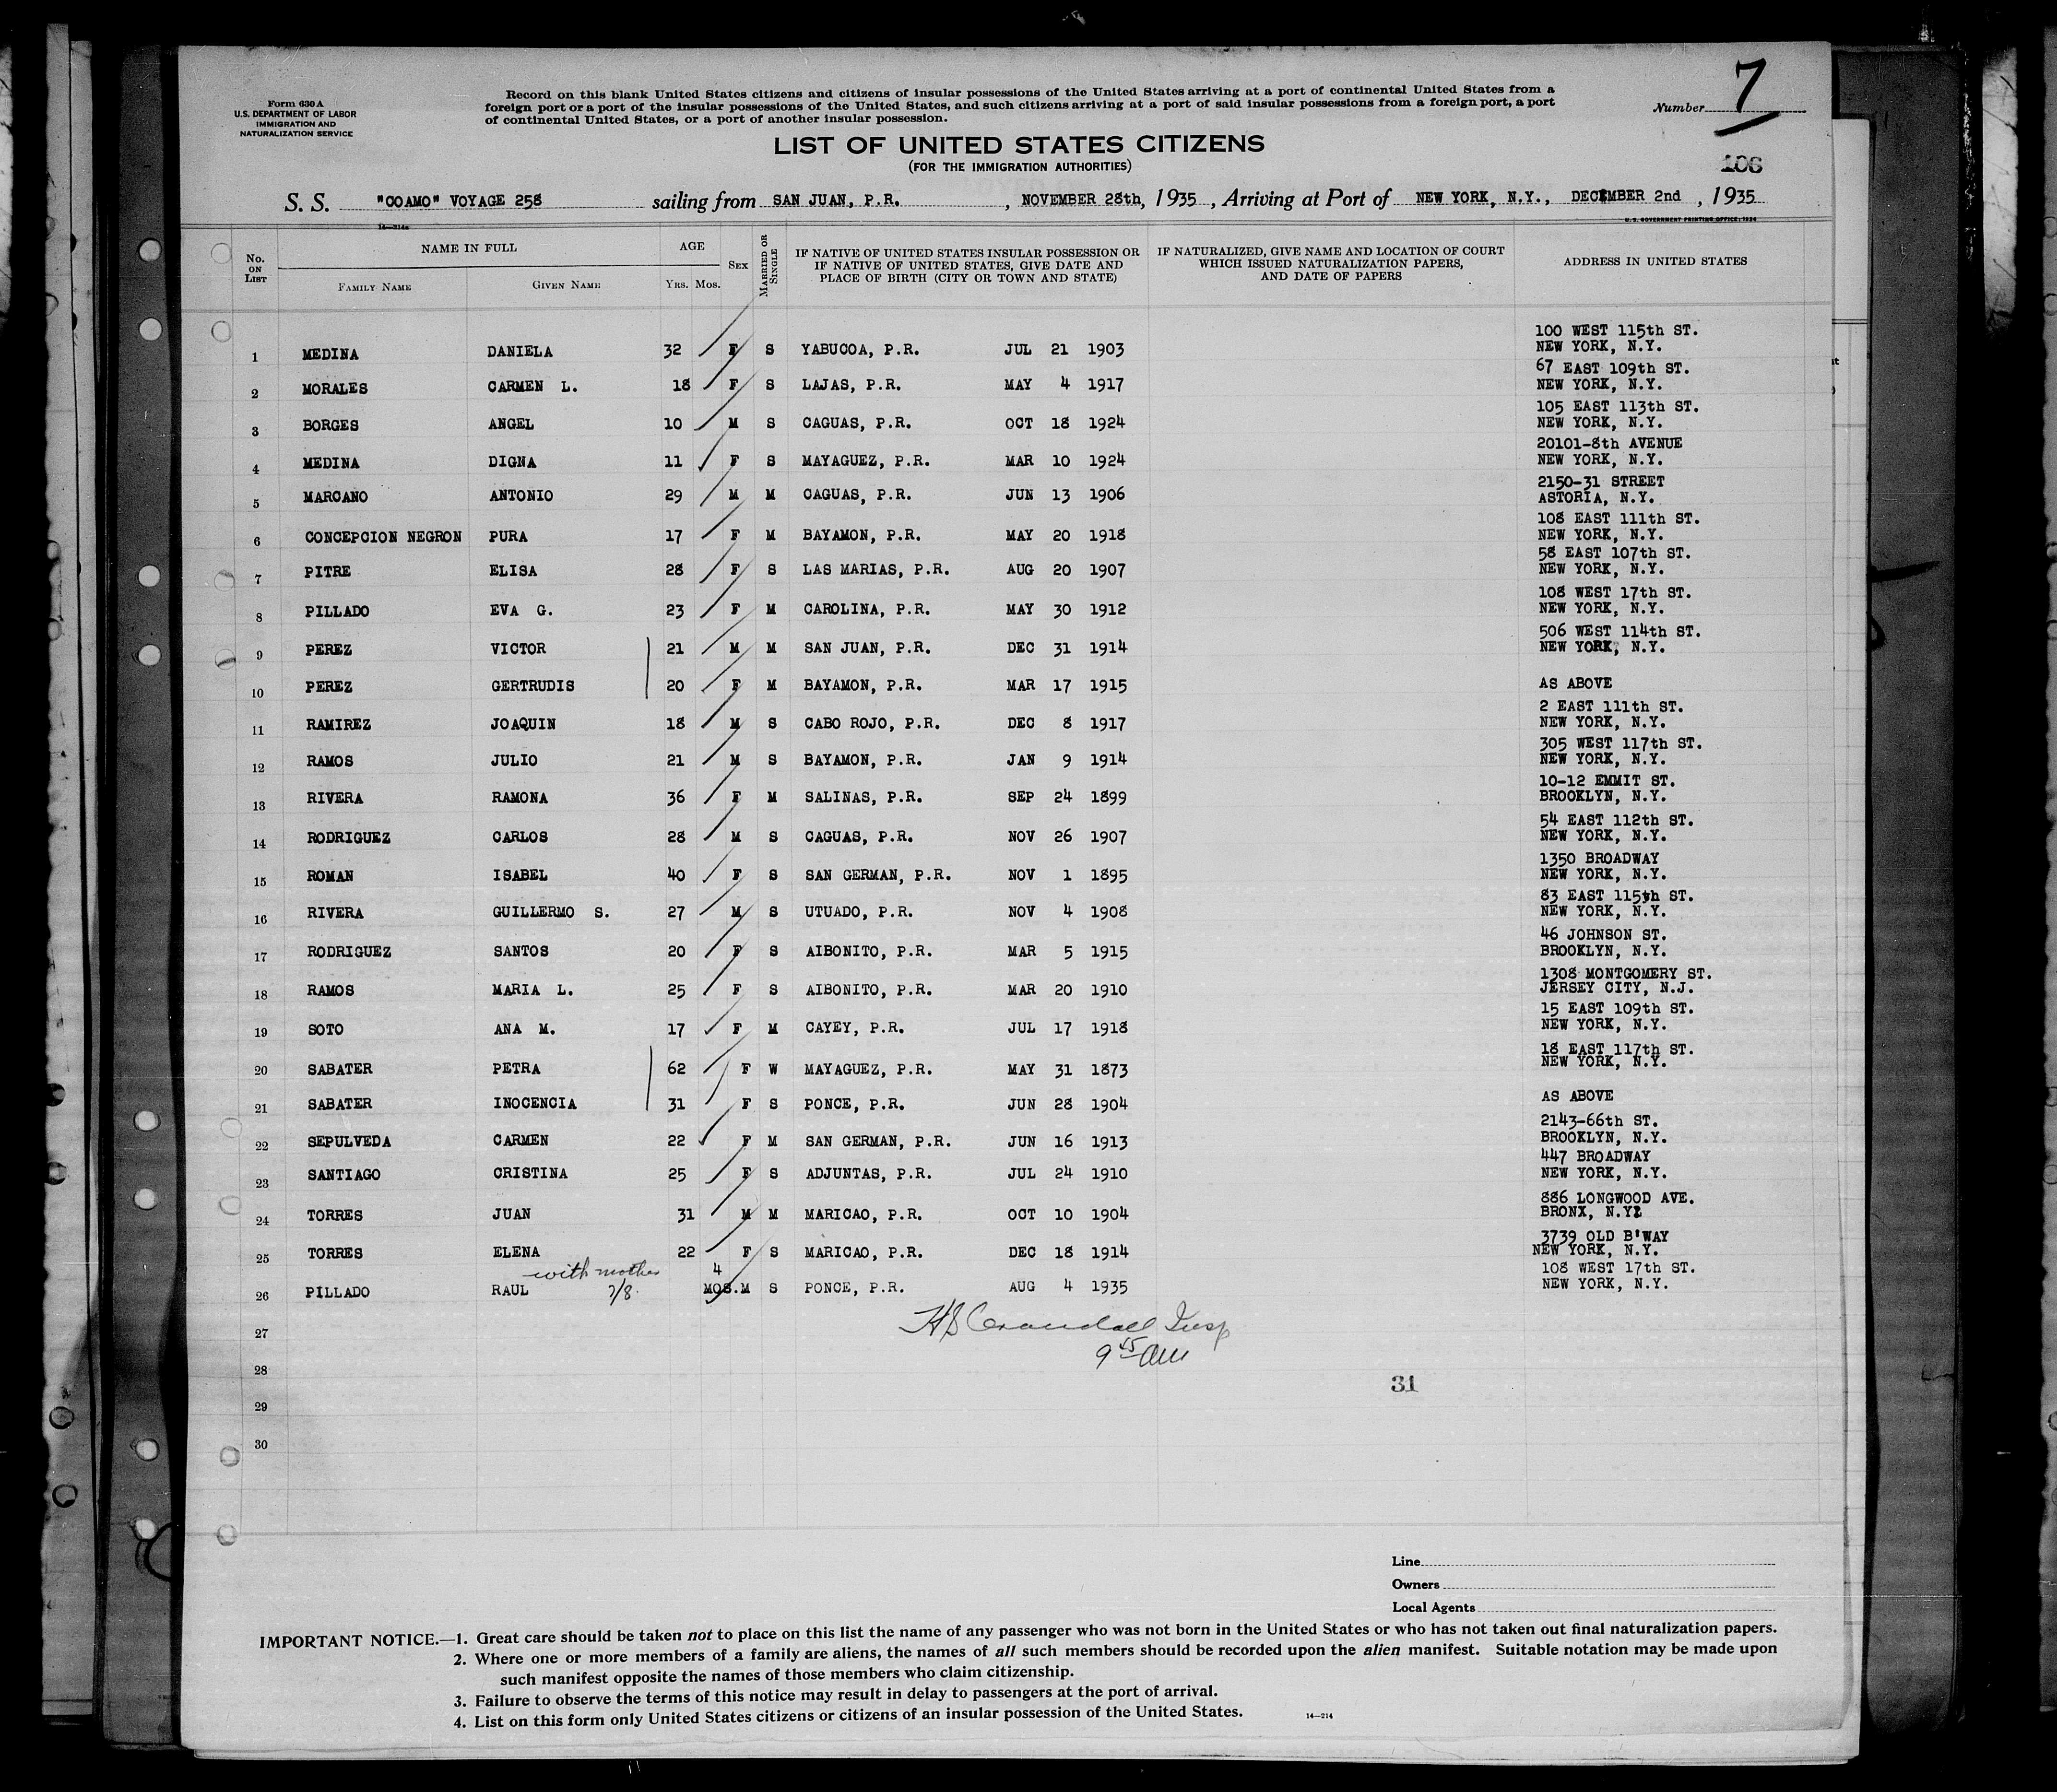 Form 630 A
U.S. DEPARTMENT OF LABOR
IMMIGRATION AND
NATURALIZATION SERVICE
Record on this blank United States citizens and citizens of insular possessions of the United States arriving at a port of continental United States from a
foreign port or a port of the insular possessions of the United States, and such citizens arriving at a port of said insular possessions from a foreign port, a port
of continental United States, or a port of another insular possession.
Number 7
LIST OF UNITED STATES CITIZENS
(FOR THE IMMIGRATION AUTHORITIES)
106
S. S. "COAMO" VOYAGE 258 sailing from SAN JUAN, P.R., NOVEMBER 28th, 1935, Arriving at Port of NEW YORK, N.Y., DECEMBER 2nd, 1935
14—214a
U. S. GOVERNMENT PRINTING OFFICE: 1934
No. ON LIST NAME IN FULL FAMILY NAME GIVEN NAME AGE YRS. MOS. SEX MARRIED OR SINGLE IF NATIVE OF UNITED STATES INSULAR POSSESSION OR IF NATIVE OF UNITED STATES, GIVE DATE AND PLACE OF BIRTH (CITY OR TOWN AND STATE) IF NATURALIZED, GIVE NAME AND LOCATION OF COURT WHICH ISSUED NATURALIZATION PAPERS, AND DATE OF PAPERS ADDRESS IN UNITED STATES
1 MEDINA DANIELA 32 F S YABUCOA, P.R. JUL 21 1903 100 WEST 115th ST. NEW YORK, N.Y.
2 MORALES CARMEN L. 18 F S LAJAS, P.R. MAY 4 1917 67 EAST 109th ST. NEW YORK, N.Y.
3 BORGES ANGEL 10 M S CAGUAS, P.R. OCT 18 1924 105 EAST 113th ST. NEW YORK, N.Y.
4 MEDINA DIGNA 11 F S MAYAGUEZ, P.R. MAR 10 1924 20101-8th AVENUE NEW YORK, N.Y.
5 MARCANO ANTONIO 29 M M CAGUAS, P.R. JUN 13 1906 2150-31 STREET ASTORIA, N.Y.
6 CONCEPCION NEGRON PURA 17 F M BAYAMON, P.R. MAY 20 1918 108 EAST 111th ST. NEW YORK, N.Y.
7 PITRE ELISA 28 F S LAS MARIAS, P.R. AUG 20 1907 58 EAST 107th ST. NEW YORK, N.Y.
8 PILLADO EVA G. 23 F M CAROLINA, P.R. MAY 30 1912 108 WEST 17th ST. NEW YORK, N.Y.
9 PEREZ VICTOR 21 M M SAN JUAN, P.R. DEC 31 1914 506 WEST 114th ST. NEW YORK, N.Y.
10 PEREZ GERTRUDIS 20 F M BAYAMON, P.R. MAR 17 1915 AS ABOVE
11 RAMIREZ JOAQUIN 18 M S CABO ROJO, P.R. DEC 8 1917 2 EAST 111th ST. NEW YORK, N.Y.
12 RAMOS JULIO 21 M S BAYAMON, P.R. JAN 9 1914 305 WEST 117th ST. NEW YORK, N.Y.
13 RIVERA RAMONA 36 F M SALINAS, P.R. SEP 24 1899 10-12 EMMIT ST. BROOKLYN, N.Y.
14 RODRIGUEZ CARLOS 28 M S CAGUAS, P.R. NOV 26 1907 54 EAST 112th ST. NEW YORK, N.Y.
15 ROMAN ISABEL 40 F S SAN GERMAN, P.R. NOV 1 1895 1350 BROADWAY NEW YORK, N.Y.
16 RIVERA GUILLERMO S. 27 M S UTUADO, P.R. NOV 4 1908 83 EAST 115th ST. NEW YORK, N.Y.
17 RODRIGUEZ SANTOS 20 F S AIBONITO, P.R. MAR 5 1915 46 JOHNSON ST. BROOKLYN, N.Y.
18 RAMOS MARIA L. 25 F S AIBONITO, P.R. MAR 20 1910 1308 MONTGOMERY ST. JERSEY CITY, N.J.
19 SOTO ANA M. 17 F M CAYEY, P.R. JUL 17 1918 15 EAST 109th ST. NEW YORK, N.Y.
20 SABATER PETRA 62 F W MAYAGUEZ, P.R. MAY 31 1873 18 EAST 117th ST. NEW YORK, N.Y.
21 SABATER INOCENCIA 31 F S PONCE, P.R. JUN 28 1904 AS ABOVE
22 SEPULVEDA CARMEN 22 F M SAN GERMAN, P.R. JUN 16 1913 2143-66th ST. BROOKLYN, N.Y.
23 SANTIAGO CRISTINA 25 F S ADJUNTAS, P.R. JUL 24 1910 447 BROADWAY NEW YORK, N.Y.
24 TORRES JUAN 31 M M MARICAO, P.R. OCT 10 1904 886 LONGWOOD AVE. BRONX, N.Y.
25 TORRES ELENA 22 F S MARICAO, P.R. DEC 18 1914 3739 OLD B'WAY NEW YORK, N.Y.
26 PILLADO RAUL with mother 7/8 4 MOS. M S PONCE, P.R. AUG 4 1935 108 WEST 17th ST. NEW YORK, N.Y.
27
HS Crandall Insp
9 45 AM
28
31
29
30
Line
Owners
Local Agents
IMPORTANT NOTICE.—1. Great care should be taken not to place on this list the name of any passenger who was not born in the United States or who has not taken out final naturalization papers.
2. Where one or more members of a family are aliens, the names of all such members should be recorded upon the alien manifest. Suitable notation may be made upon
such manifest opposite the names of those members who claim citizenship.
3. Failure to observe the terms of this notice may result in delay to passengers at the port of arrival.
4. List on this form only United States citizens or citizens of an insular possession of the United States.
14—214